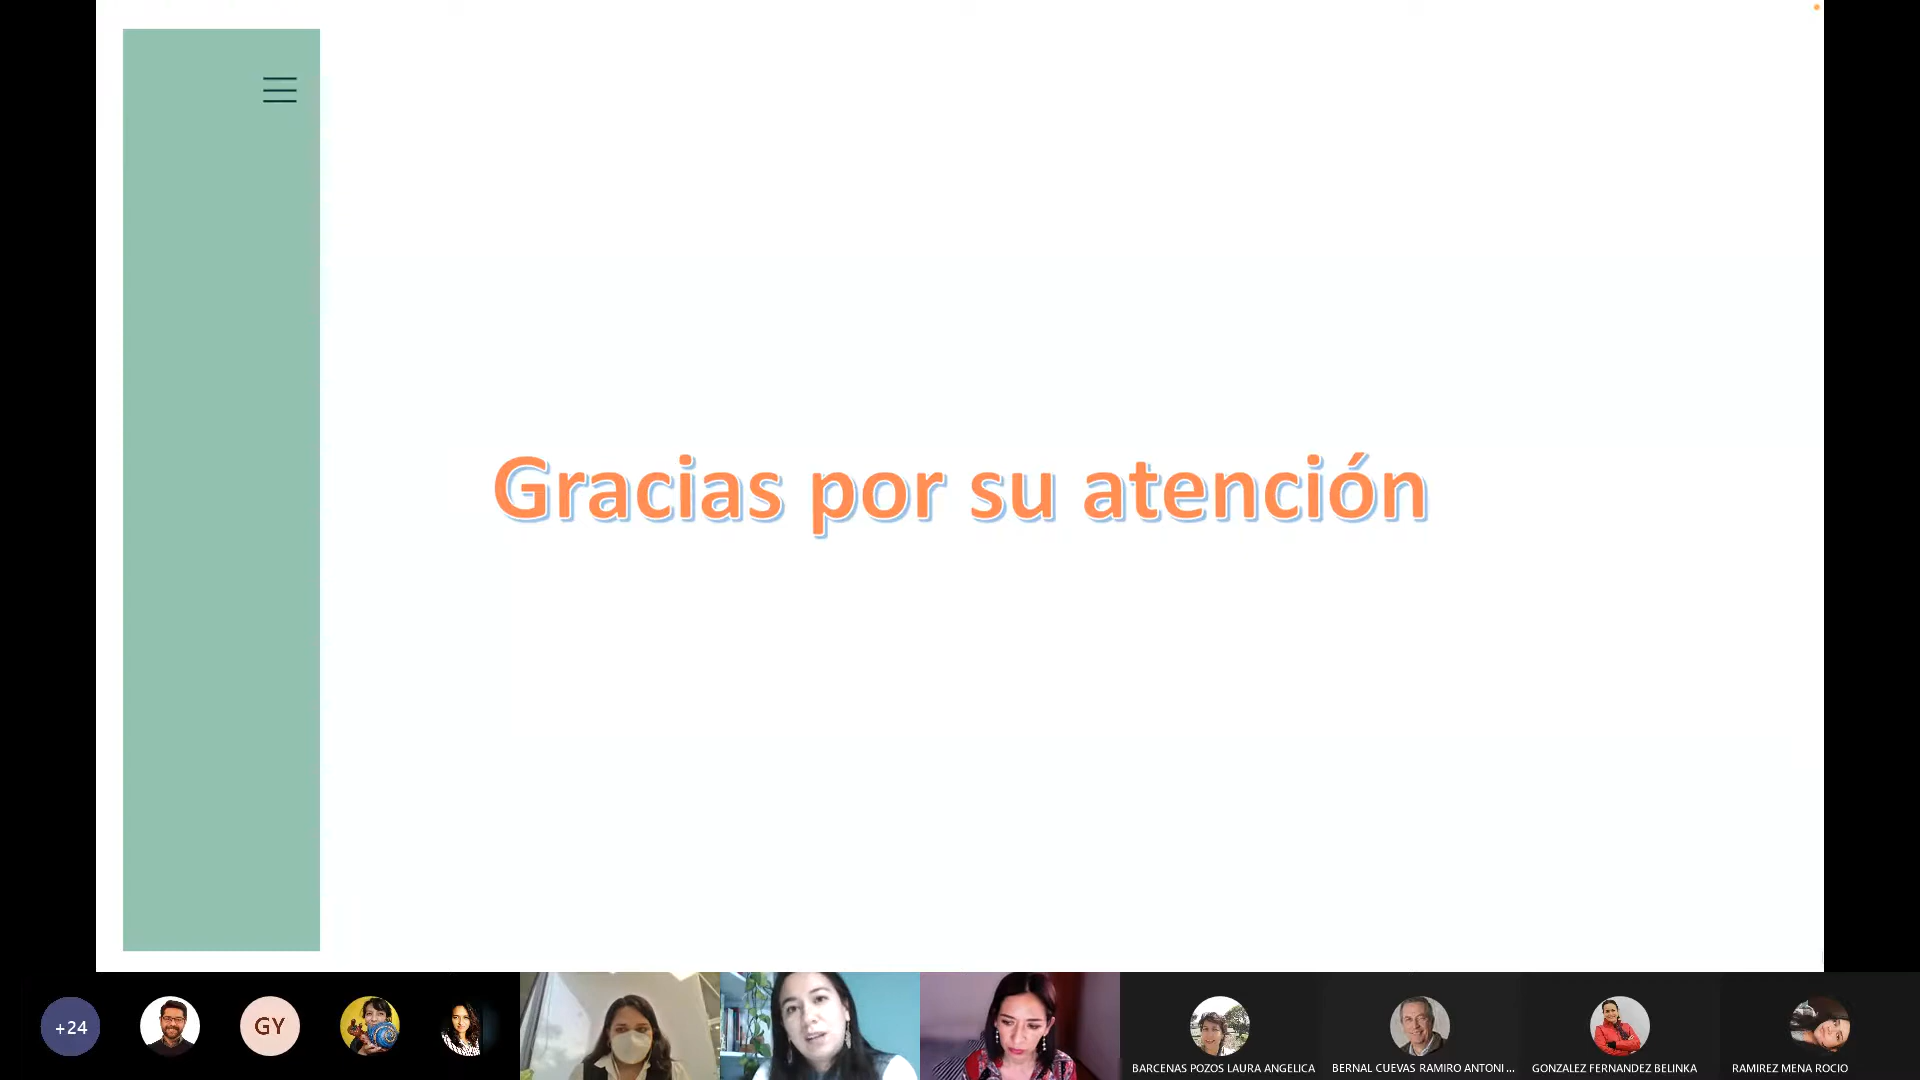 Gracias por su atención
+24
GY
BARCENAS POZOS LAURA ANGELICA
BERNAL CUEVAS RAMIRO ANTONI...
GONZALEZ FERNANDEZ BELINKA
RAMIREZ MENA ROCIO